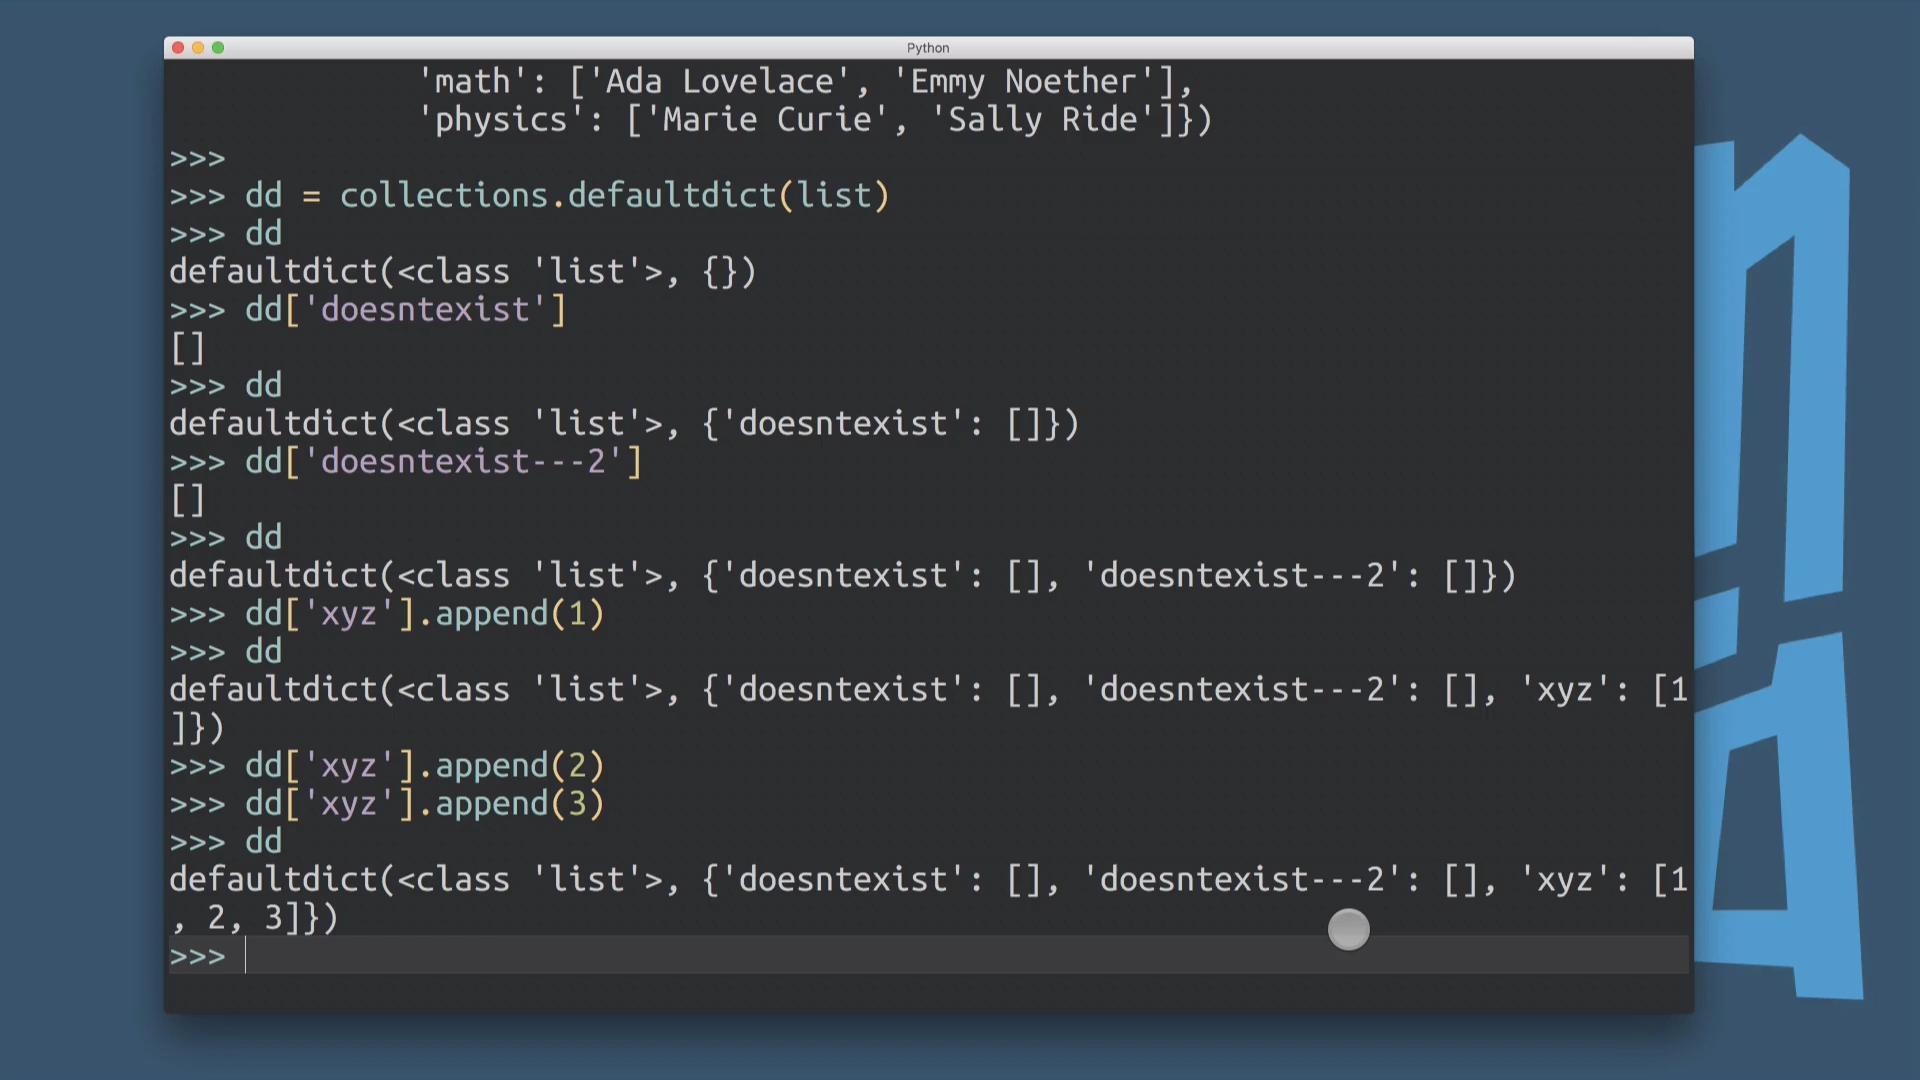 Python
'math': ['Ada Lovelace', 'Emmy Noether'],
'physics': ['Marie Curie', 'Sally Ride']})
>>>
>>> dd = collections.defaultdict(list)
>>> dd
defaultdict(<class 'list'>, {})
>>> dd['doesntexist']
[]
>>> dd
defaultdict(<class 'list'>, {'doesntexist': []})
>>> dd['doesntexist---2']
[]
>>> dd
defaultdict(<class 'list'>, {'doesntexist': [], 'doesntexist---2': []})
>>> dd['xyz'].append(1)
>>> dd
defaultdict(<class 'list'>, {'doesntexist': [], 'doesntexist---2': [], 'xyz': [1
]})
>>> dd['xyz'].append(2)
>>> dd['xyz'].append(3)
>>> dd
defaultdict(<class 'list'>, {'doesntexist': [], 'doesntexist---2': [], 'xyz': [1
, 2, 3]})
>>>